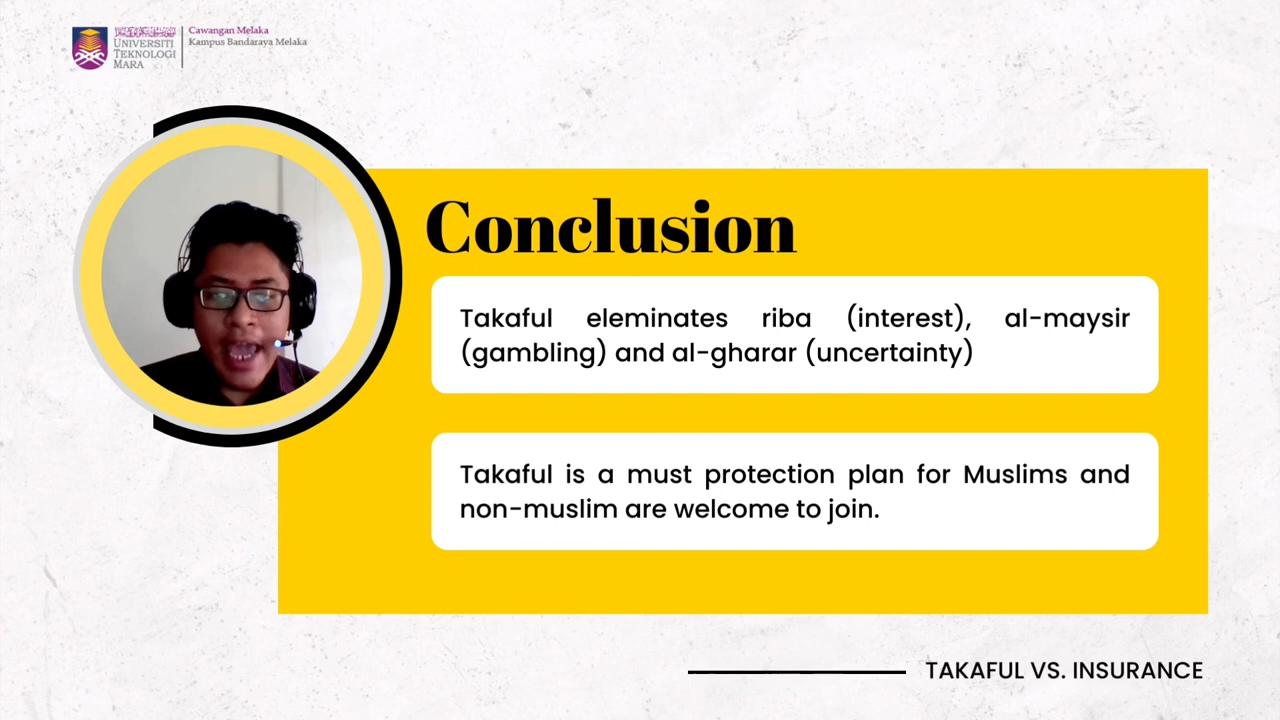 UNIVERSITI
TEKNOLOGI
MARA
Cawangan Melaka
Kampus Bandaraya Melaka
Conclusion
Takaful eleminates riba (interest), al-maysir
(gambling) and al-gharar (uncertainty)
Takaful is a must protection plan for Muslims and
non-muslim are welcome to join.
TAKAFUL VS. INSURANCE